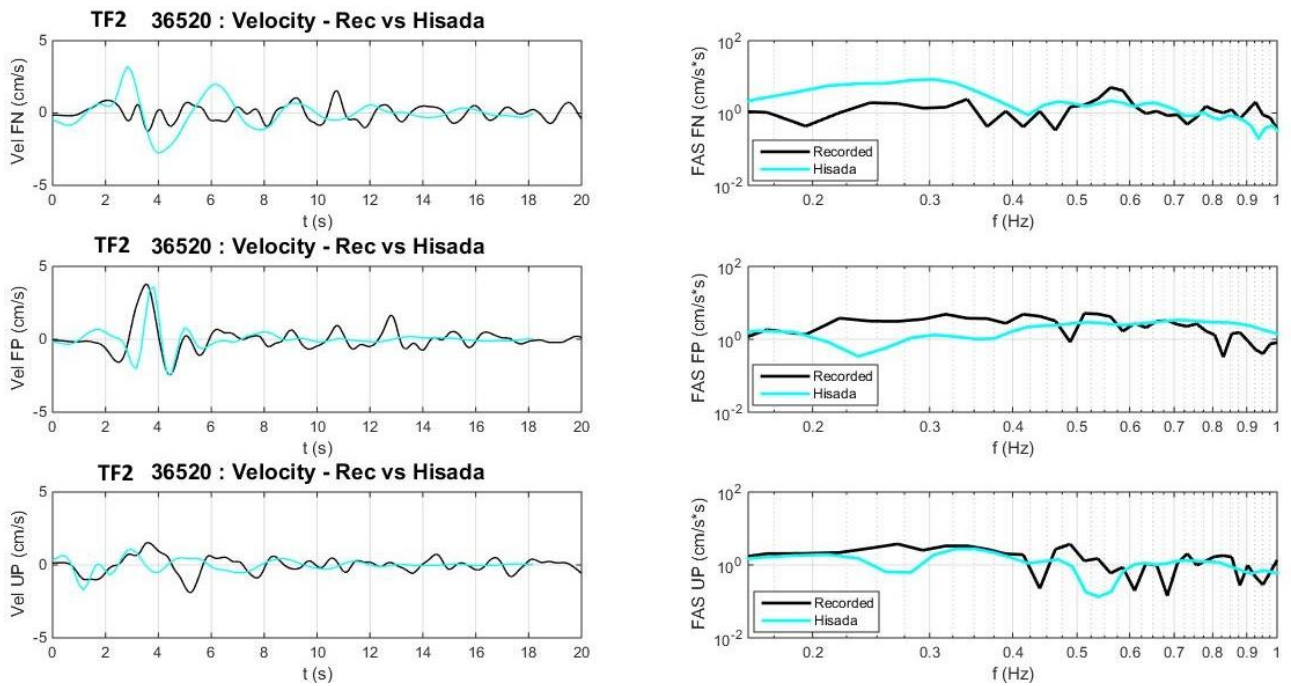 TF2 36520 : Velocity - Rec vs Hisada
Vel FN (cm/s)
5
0
-5
0 2 4 6 8 10 12 14 16 18 20
t (s)
FAS FN (cm/s*s)
10^2
10^0
10^-2
Recorded
Hisada
0.2 0.3 0.4 0.5 0.6 0.7 0.8 0.9 1
f (Hz)
TF2 36520 : Velocity - Rec vs Hisada
Vel FP (cm/s)
5
0
-5
0 2 4 6 8 10 12 14 16 18 20
t (s)
FAS FP (cm/s*s)
10^2
10^0
10^-2
Recorded
Hisada
0.2 0.3 0.4 0.5 0.6 0.7 0.8 0.9 1
f (Hz)
TF2 36520 : Velocity - Rec vs Hisada
Vel UP (cm/s)
5
0
-5
0 2 4 6 8 10 12 14 16 18 20
t (s)
FAS UP (cm/s*s)
10^2
10^0
10^-2
Recorded
Hisada
0.2 0.3 0.4 0.5 0.6 0.7 0.8 0.9 1
f (Hz)